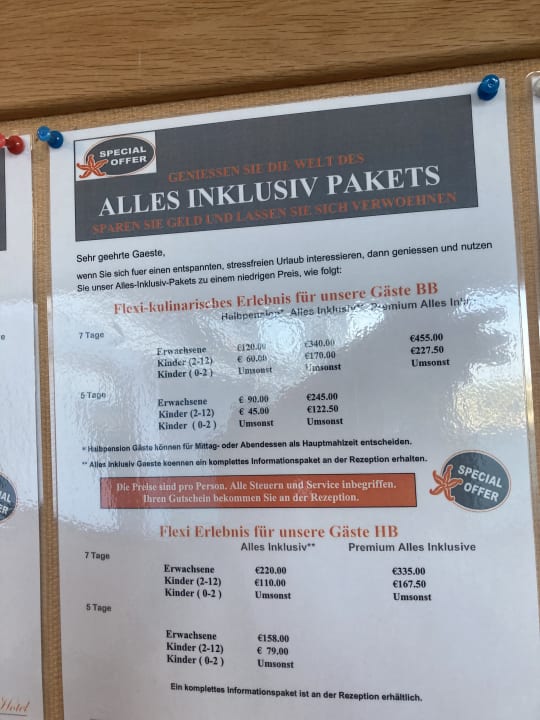 SPECIAL
OFFER
GENIESSEN SIE DIE WELT DES
ALLES INKLUSIV PAKETS
SPAREN SIE GELD UND LASSEN SIE SICH VERWOEHNEN
Sehr geehrte Gaeste,
wenn Sie sich fuer einen entspannten, stressfreien Urlaub interessieren, dann geniessen und nutzen
Sie unser Alles-Inklusiv-Pakets zu einem niedrigen Preis, wie folgt:
Flexi-kulinarisches Erlebnis für unsere Gäste BB
Halbpension* Alles Inklusiv** Premium Alles
7 Tage
Erwachsene €120.00 €340.00 €455.00
Kinder (2-12) € 60.00 €170.00 €227.50
Kinder ( 0-2 ) Umsonst Umsonst Umsonst
5 Tage
Erwachsene € 90.00 €245.00
Kinder (2-12) € 45.00 €122.50
Kinder ( 0-2 ) Umsonst Umsonst
* Halbpension Gäste können für Mittag- oder Abendessen als Hauptmahlzeit entscheiden.
** Alles Inklusiv Gaeste koennen ein komplettes Informationspaket an der Rezeption erhalten.
Die Preise sind pro Person. Alle Steuern und Service inbegriffen.
Ihren Gutschein bekommen Sie an der Rezeption.
SPECIAL
OFFER
Flexi Erlebnis für unsere Gäste HB
Alles Inklusiv** Premium Alles Inklusive
7 Tage
Erwachsene €220.00 €335.00
Kinder (2-12) €110.00 €167.50
Kinder ( 0-2 ) Umsonst Umsonst
5 Tage
Erwachsene €158.00
Kinder (2-12) € 79.00
Kinder ( 0-2 ) Umsonst
Ein komplettes Informationspaket ist an der Rezeption erhältlich.
Hotel